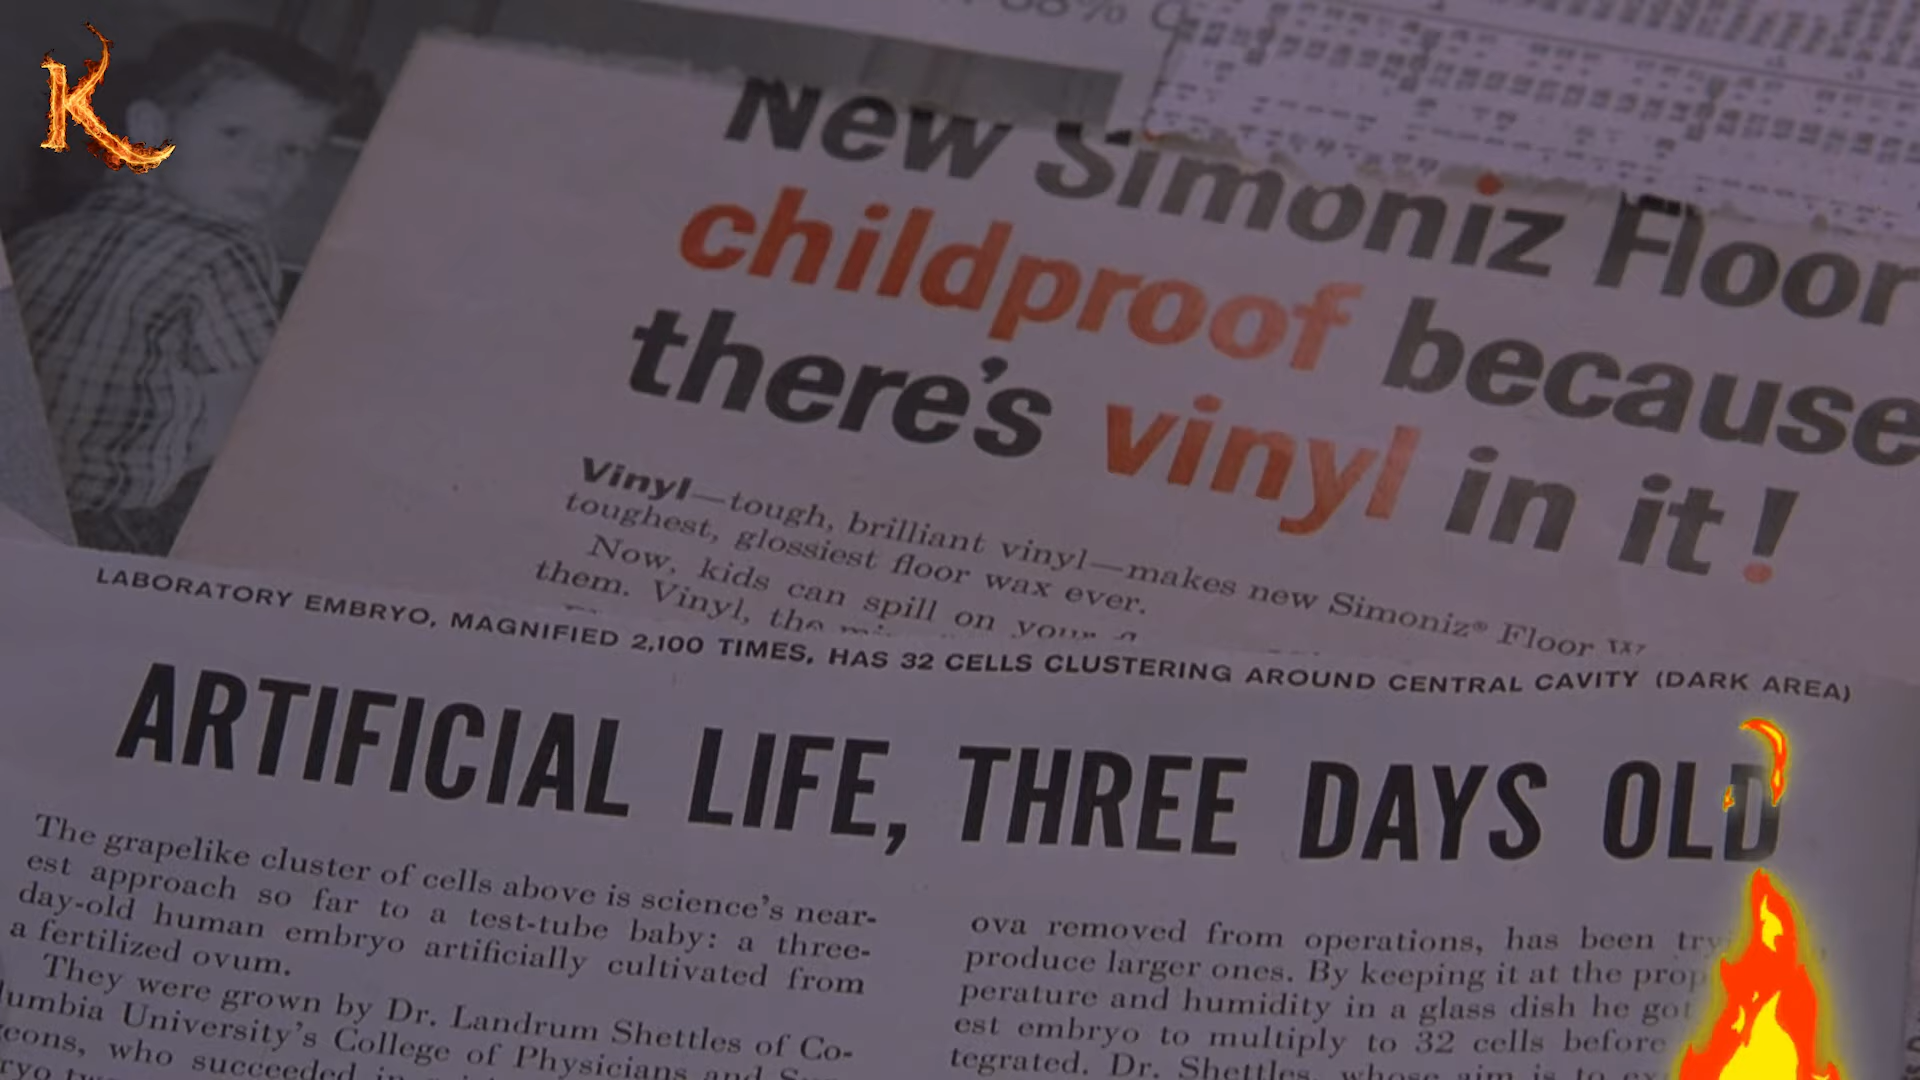 K
38%
New Simoniz Floor
childproof because
there's vinyl in it!
Vinyl—tough, brilliant vinyl—makes new Simoniz® Floor
toughest, glossiest floor wax ever.
Now, kids can spill on your
them. Vinyl, the
LABORATORY EMBRYO, MAGNIFIED 2,100 TIMES, HAS 32 CELLS CLUSTERING AROUND CENTRAL CAVITY (DARK AREA)
ARTIFICIAL LIFE, THREE DAYS OLD
The grapelike cluster of cells above is science's near-
est approach so far to a test-tube baby: a three-
day-old human embryo artificially cultivated from
a fertilized ovum.
They were grown by Dr. Landrum Shettles of Co-
lumbia University's College of Physicians and
geons, who succeeded in
ova removed from operations, has been
produce larger ones. By keeping it at the prop
perature and humidity in a glass dish he got
est embryo to multiply to 32 cells before
tegrated. Dr. Shettles, whose aim is to